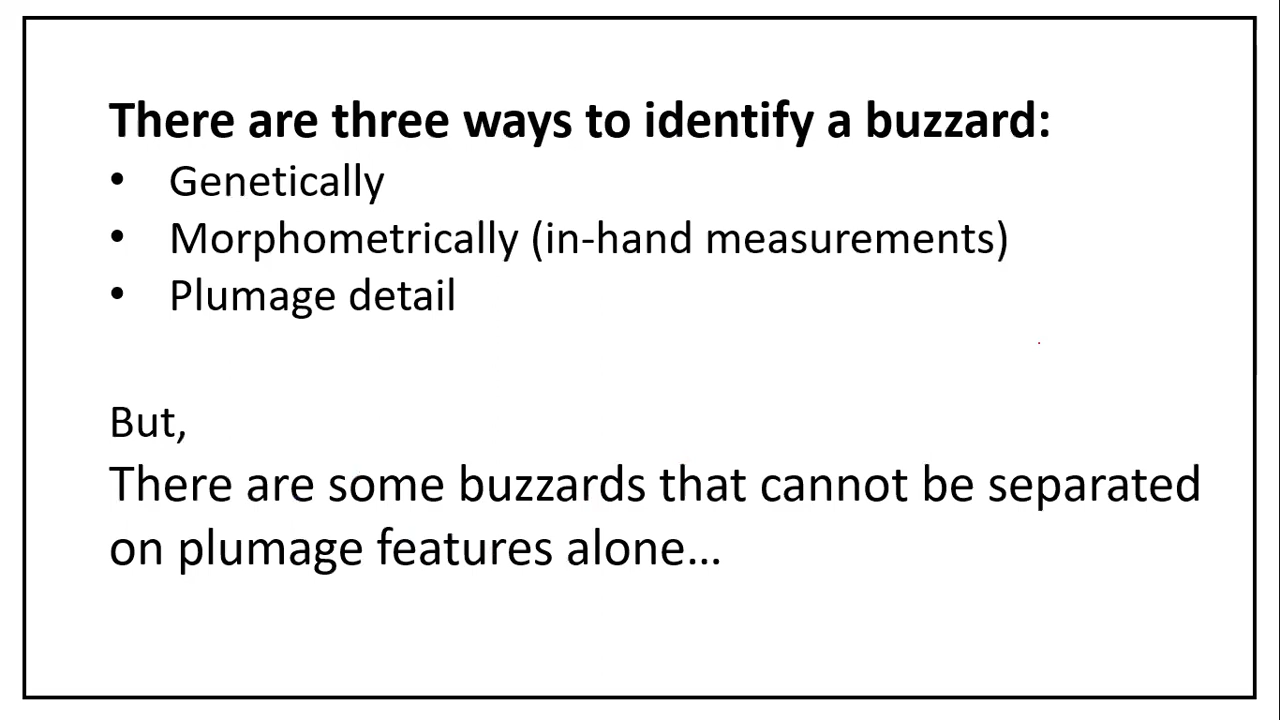 There are three ways to identify a buzzard:
• Genetically
• Morphometrically (in-hand measurements)
• Plumage detail
But,
There are some buzzards that cannot be separated
on plumage features alone…